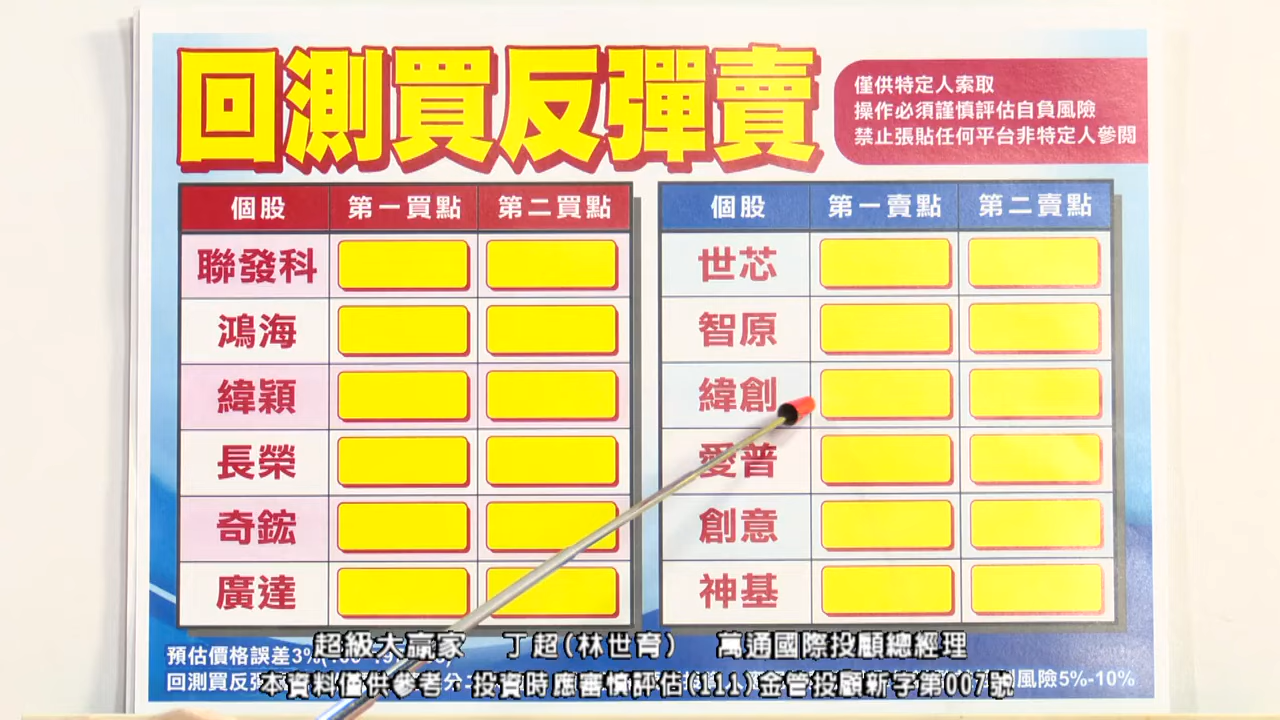 回測買反彈賣
僅供特定人索取
操作必須謹慎評估自負風險
禁止張貼任何平台非特定人參閱
個股 第一買點 第二買點
聯發科
鴻海
緯穎
長榮
奇鋐
廣達
個股 第一賣點 第二賣點
世芯
智原
緯創
愛普
創意
神基
預估價格誤差3%
回測買反
風險5%-10%
超級大贏家 丁超(林世育) 萬通國際投顧總經理
本資料僅供參考，投資時應審慎評估(111)金管投顧新字第007號